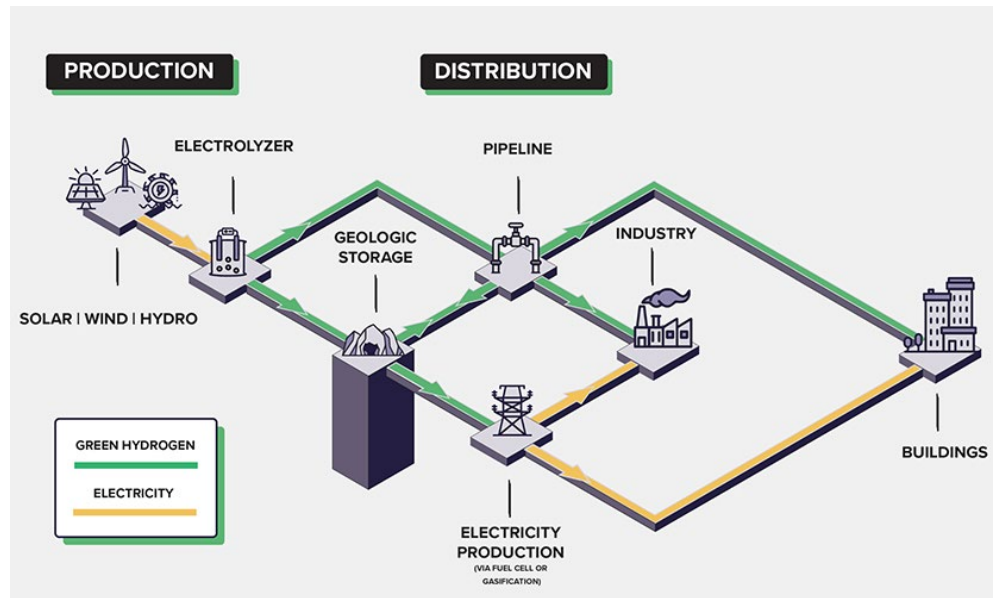 PRODUCTION
DISTRIBUTION
ELECTROLYZER
PIPELINE
GEOLOGIC
STORAGE
INDUSTRY
SOLAR | WIND | HYDRO
GREEN HYDROGEN
ELECTRICITY
BUILDINGS
ELECTRICITY
PRODUCTION
(VIA FUEL CELL OR
GASIFICATION)